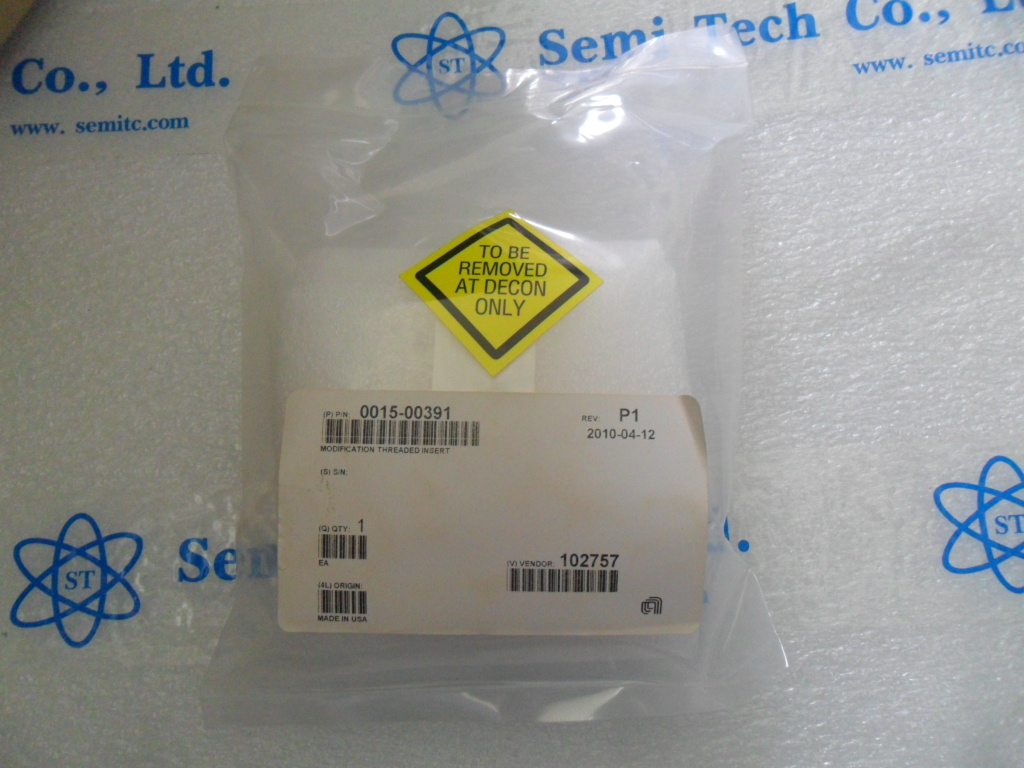 Co., Ltd.
www. semitc.com
ST
Semi Tech Co., L
www. semitc.co
TO BE
REMOVED
AT DECON
ONLY
(P) P/N: 0015-00391
MODIFICATION THREADED INSERT
REV: P1
2010-04-12
(S) S/N:
(Q) QTY: 1
EA
(V) VENDOR: 102757
(4L) ORIGIN:
MADE IN USA
ST
Se
ST